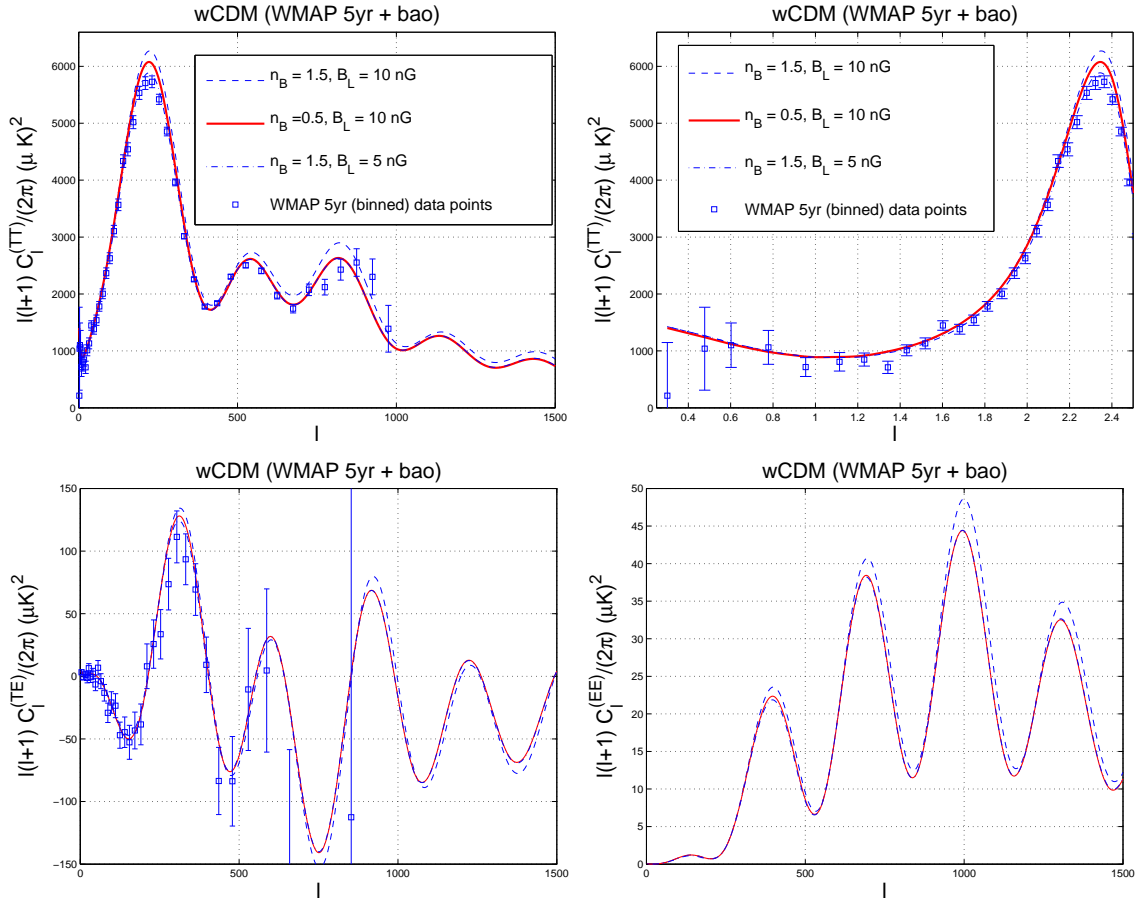 wCDM (WMAP 5yr + bao)
l(l+1) C_l^(TT)/(2π) (μ K)^2
6000
5000
4000
3000
2000
1000
0
n_B = 1.5, B_L = 10 nG
n_B =0.5, B_L = 10 nG
n_B = 1.5, B_L = 5 nG
WMAP 5yr (binned) data points
0 500 1000 1500
l
wCDM (WMAP 5yr + bao)
l(l+1) C_l^(TT)/(2π) (μ K)^2
6000
5000
4000
3000
2000
1000
0
n_B = 1.5, B_L = 10 nG
n_B = 0.5, B_L = 10 nG
n_B = 1.5, B_L = 5 nG
WMAP 5yr (binned) data points
0.4 0.6 0.8 1 1.2 1.4 1.6 1.8 2 2.2 2.4
l
wCDM (WMAP 5yr + bao)
l(l+1) C_l^(TE)/(2π) (μK)^2
150
100
50
0
−50
−100
−150
0 500 1000 1500
l
wCDM (WMAP 5yr + bao)
l(l+1) C_l^(EE)/(2π) (μK)^2
50
45
40
35
30
25
20
15
10
5
0
0 500 1000 1500
l